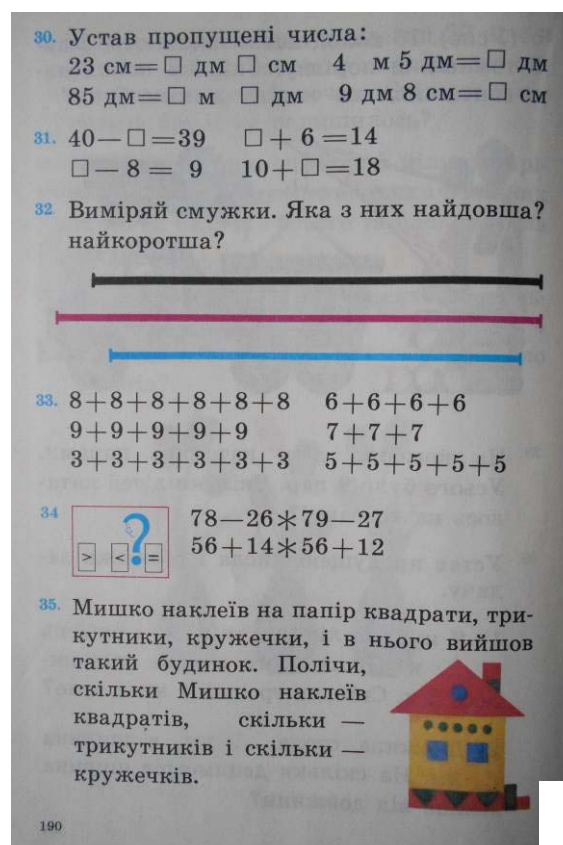 30. Устав пропущені числа:
23 см=□ дм □ см 4 м 5 дм=□ дм
85 дм=□ м □ дм 9 дм 8 см=□ см
31. 40—□=39 □+6=14
□—8= 9 10+□=18
32 Виміряй смужки. Яка з них найдовша?
найкоротша?
33. 8+8+8+8+8+8 6+6+6+6
9+9+9+9+9 7+7+7
3+3+3+3+3+3 5+5+5+5+5
34 ? > < =
78—26✻79—27
56+14✻56+12
35. Мишко наклеїв на папір квадрати, три-
кутники, кружечки, і в нього вийшов
такий будинок. Полічи,
скільки Мишко наклеїв
квадратів, скільки —
трикутників і скільки -
кружечків.
190